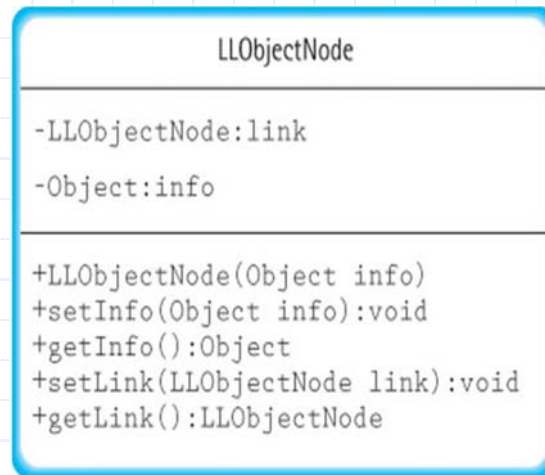 LLObjectNode
-LLObjectNode:link
-Object:info
+LLObjectNode(Object info)
+setInfo(Object info):void
+getInfo():Object
+setLink(LLObjectNode link):void
+getLink():LLObjectNode